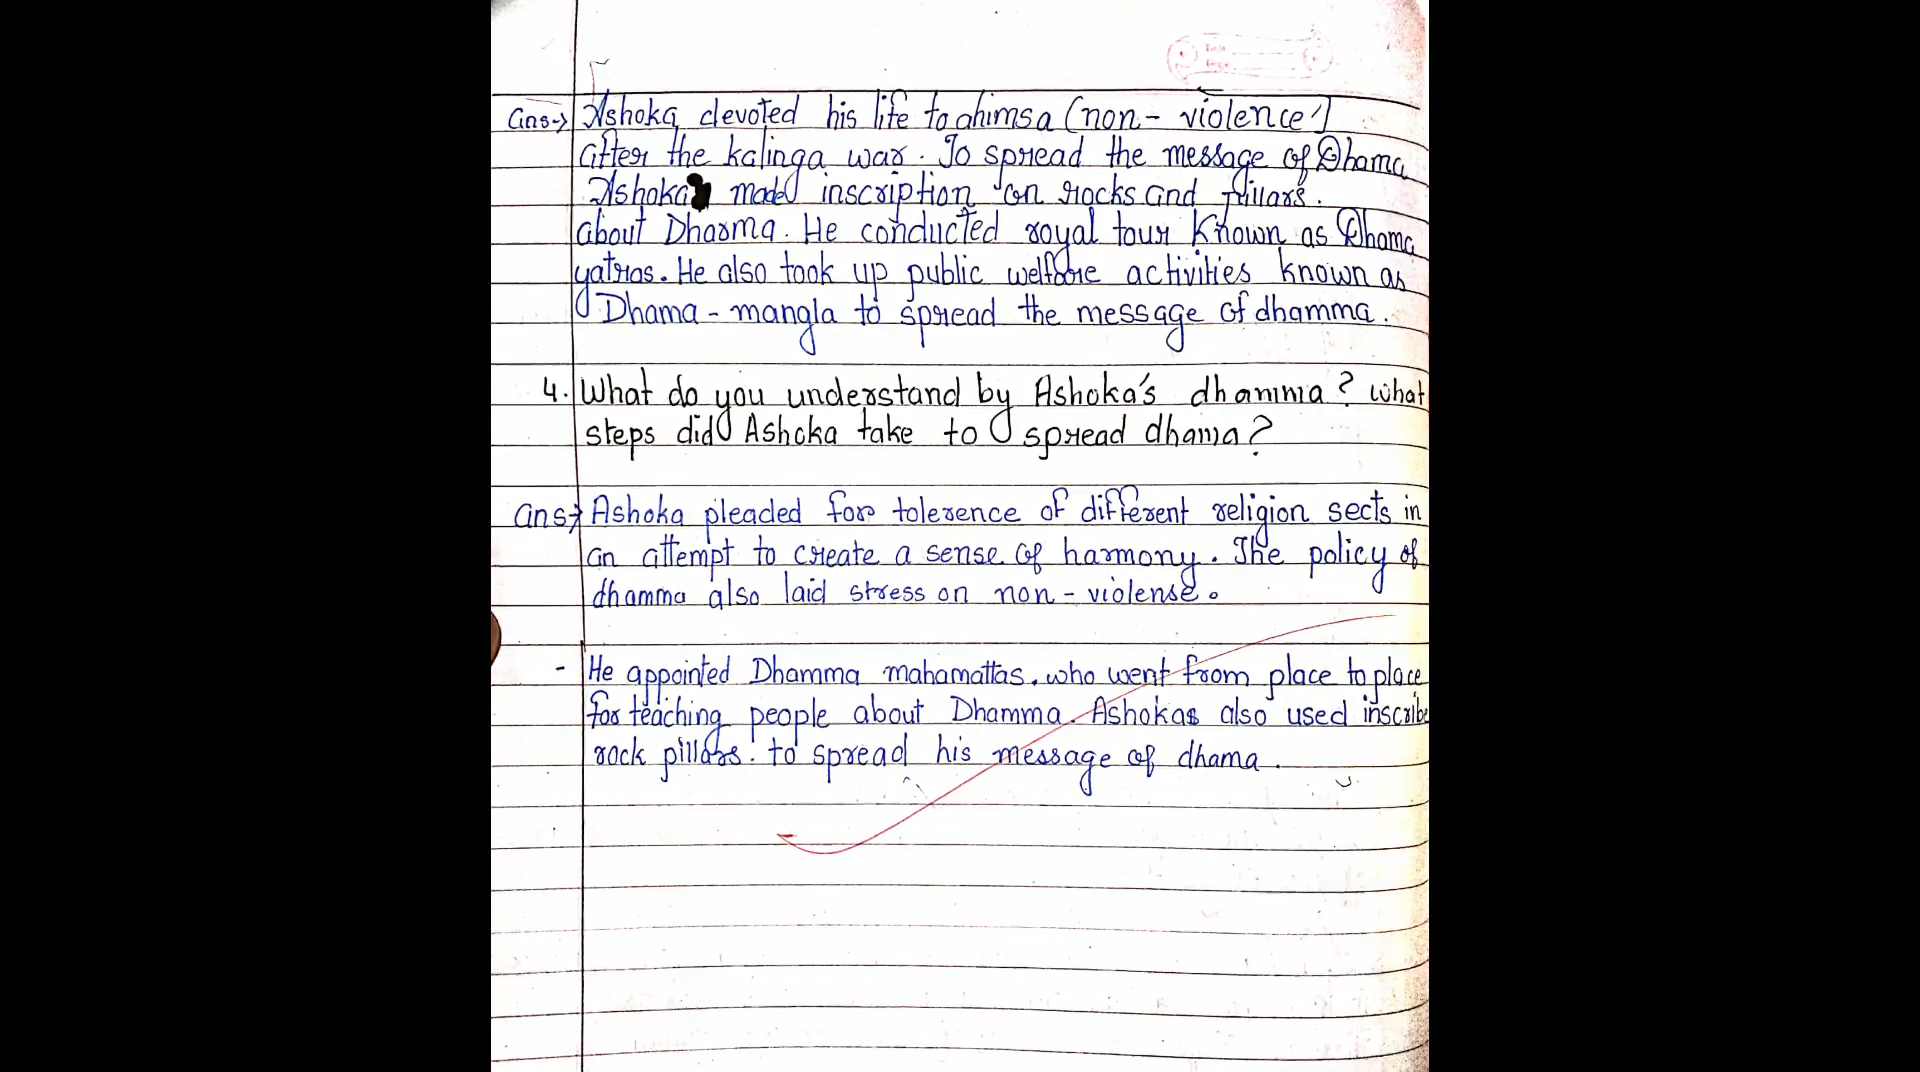 Ans→ Ashoka devoted his life to ahimsa (non-violence)
after the kalinga war. To spread the message of Dhama
Ashoka made inscription on rocks and pillars.
about Dharma. He conducted royal tour Known as Dhama
yatras. He also took up public welfare activities known as
Dhama-mangla to spread the message of dhamma.
4. What do you understand by Ashoka's dhamma? What
steps did Ashoka take to spread dhama?
Ans→ Ashoka pleaded for tolerence of different religion sects in
an attempt to create a sense of harmony. The policy of
dhamma also laid stress on non-violense.
- He appointed Dhamma mahamattas. who went from place to place
for teaching people about Dhamma. Ashokas also used inscribe
rock pillars. to spread his message of dhama.